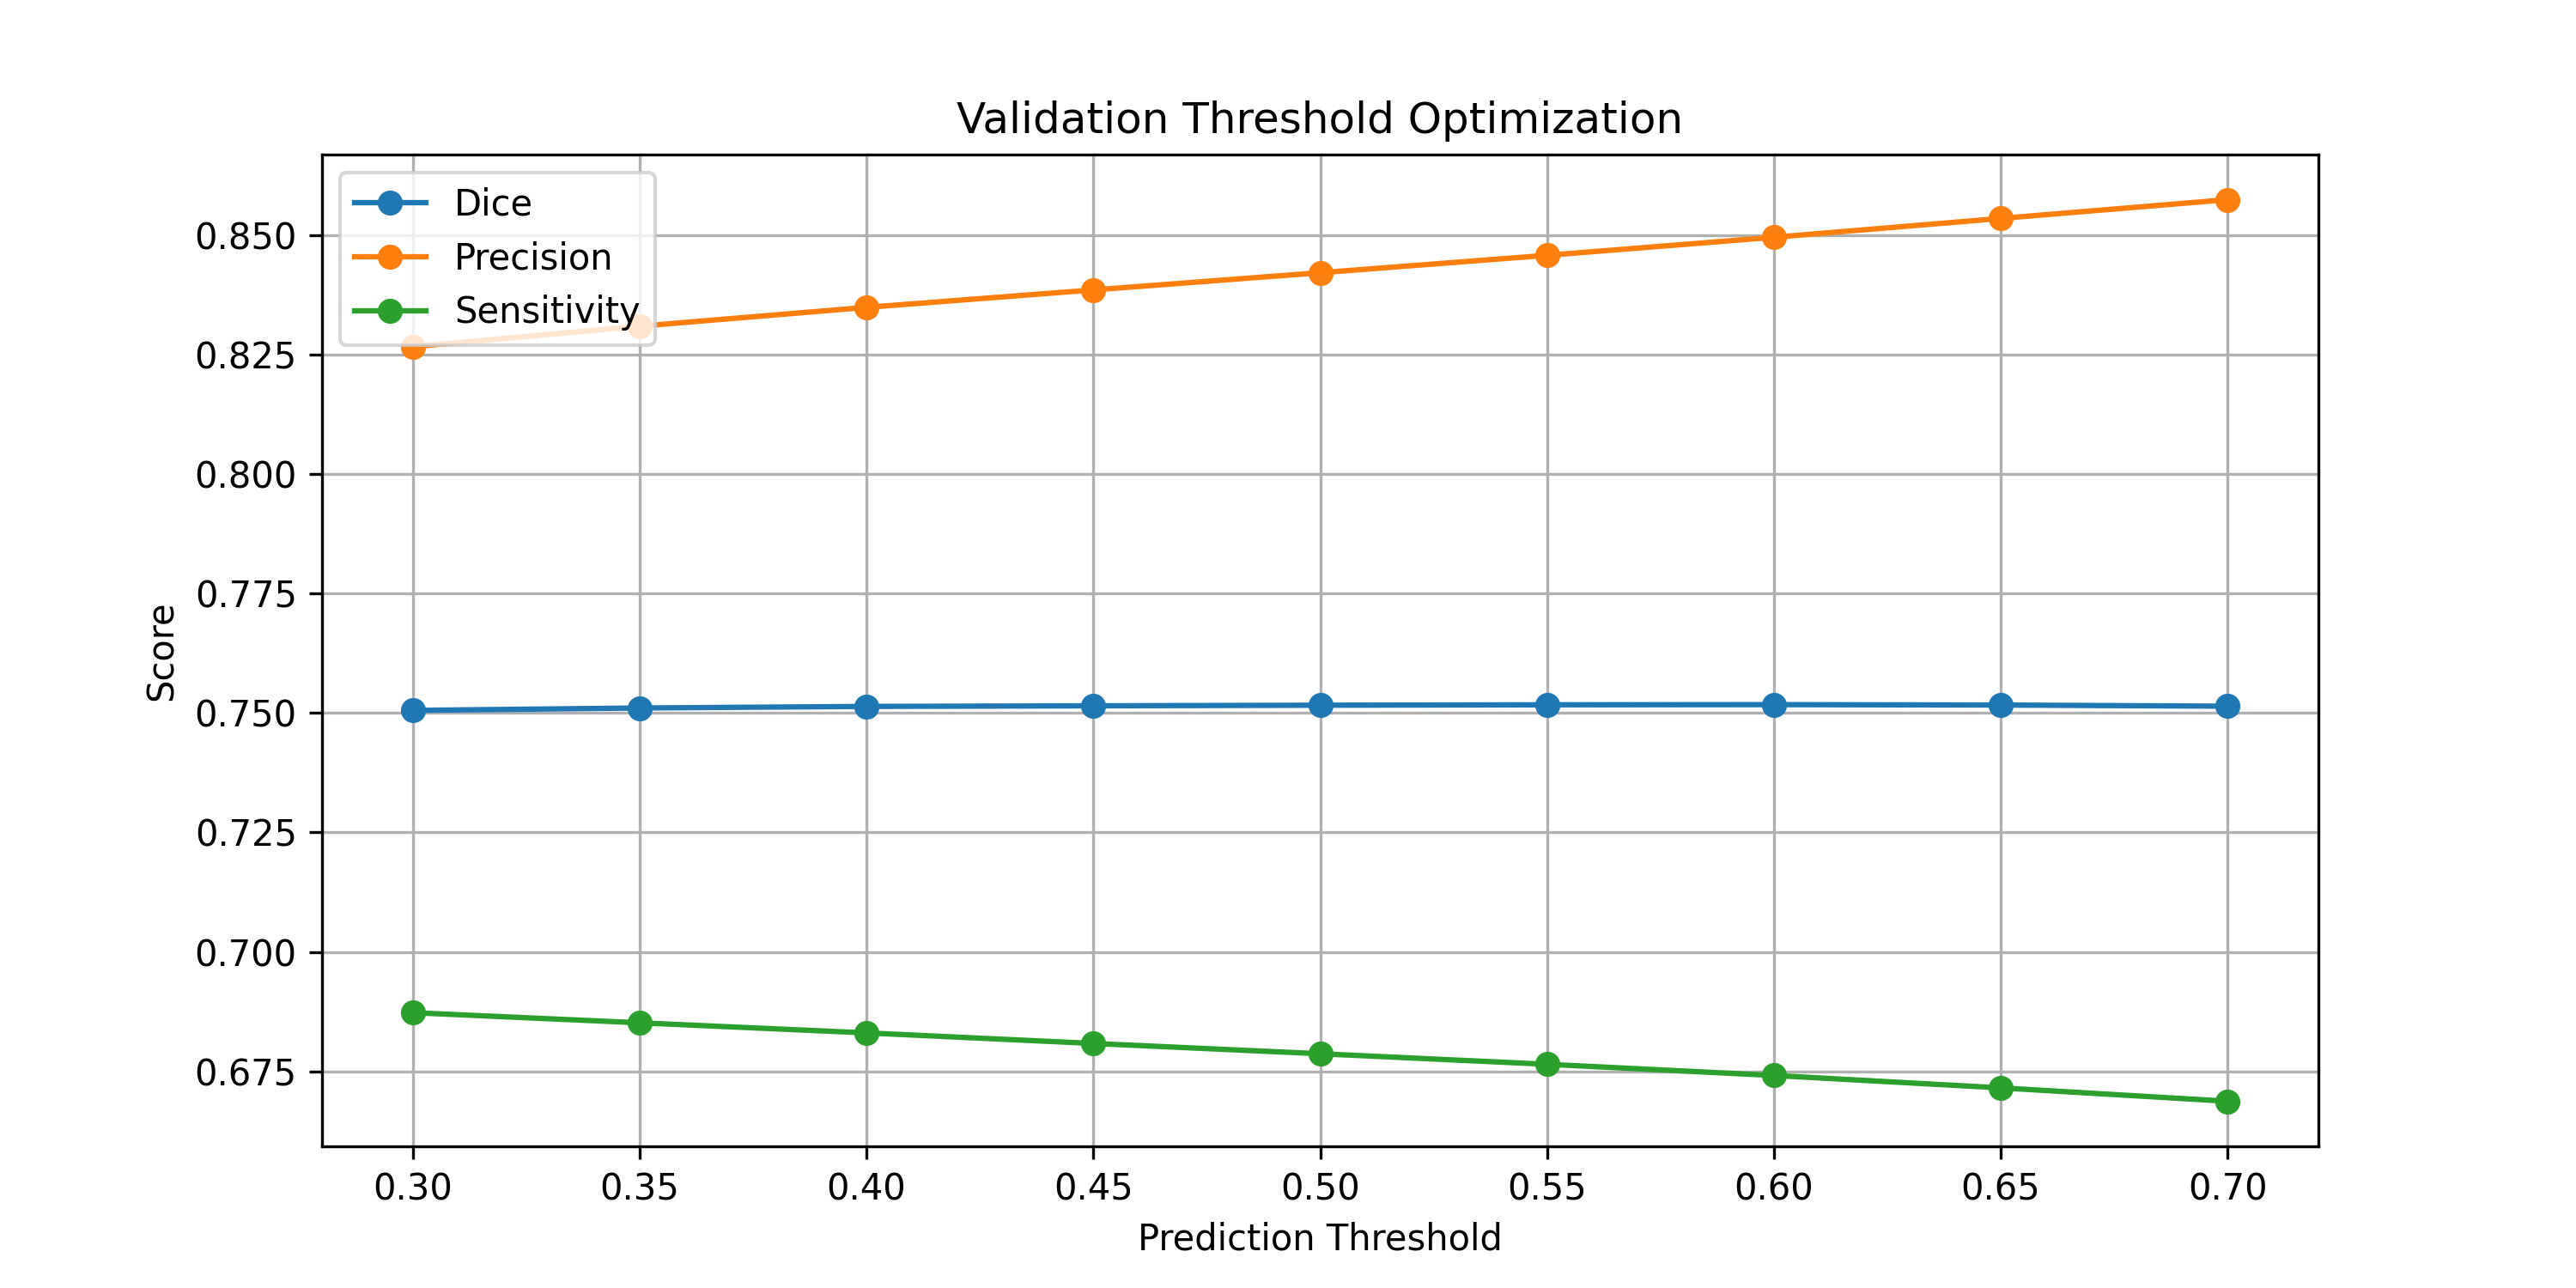 Validation Threshold Optimization
Dice
Precision
Sensitivity
0.850
0.825
0.800
0.775
0.750
0.725
0.700
0.675
Score
0.30 0.35 0.40 0.45 0.50 0.55 0.60 0.65 0.70
Prediction Threshold